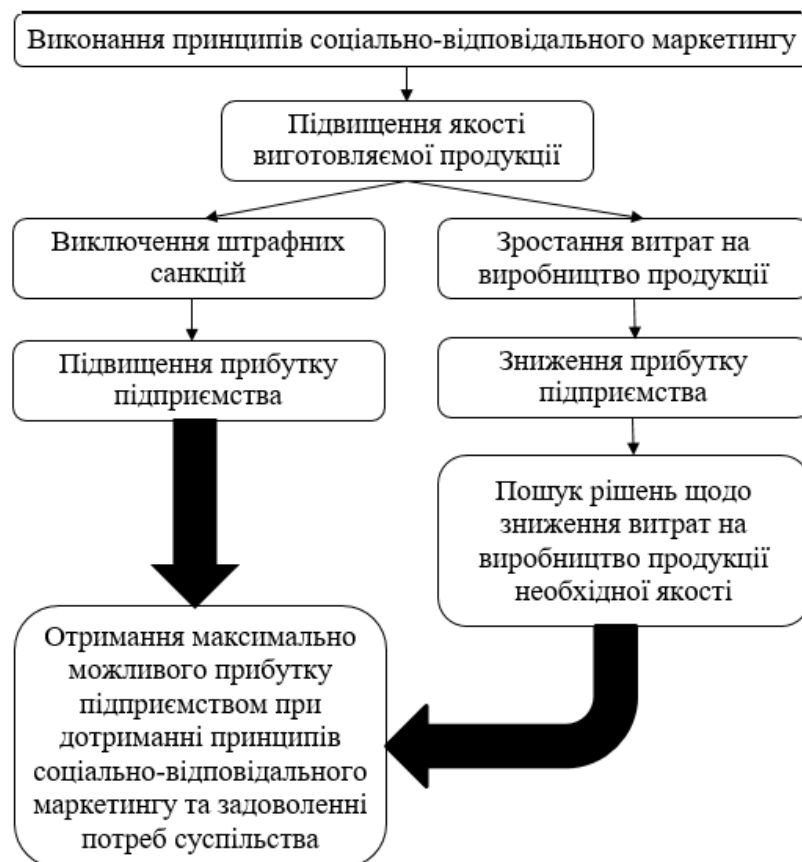 Виконання принципів соціально-відповідального маркетингу
Підвищення якості
виготовляємої продукції
Виключення штрафних
санкцій
Зростання витрат на
виробництво продукції
Підвищення прибутку
підприємства
Зниження прибутку
підприємства
Пошук рішень щодо
зниження витрат на
виробництво продукції
необхідної якості
Отримання максимально
можливого прибутку
підприємством при
дотриманні принципів
соціально-відповідального
маркетингу та задоволенні
потреб суспільства